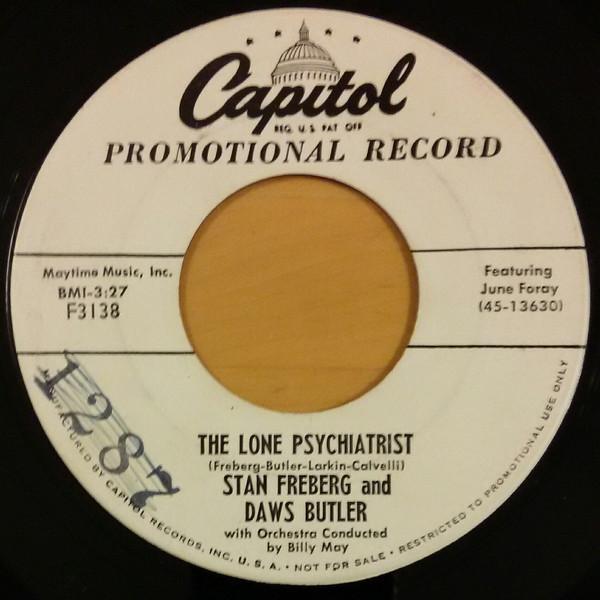 Capitol
REG. U.S. PAT. OFF
PROMOTIONAL RECORD
Maytime Music, Inc.
BMI-3:27
F3138
Featuring
June Foray
(45-13630)
1287
THE LONE PSYCHIATRIST
(Freberg-Butler-Larkin-Calvelli)
STAN FREBERG and
DAWS BUTLER
with Orchestra Conducted
by Billy May
MANUFACTURED BY CAPITOL RECORDS, INC. U. S. A. • NOT FOR SALE • RESTRICTED TO PROMOTIONAL USE ONLY